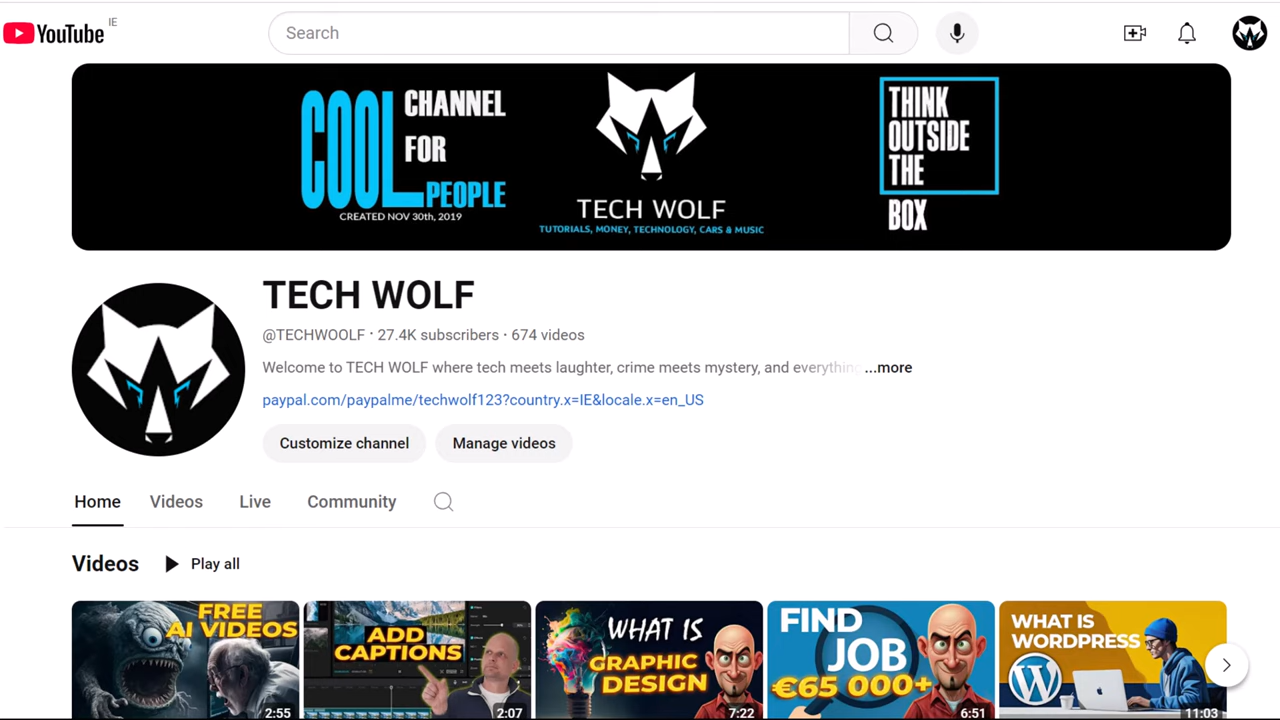 YouTube IE
Search
COOL CHANNEL
FOR
PEOPLE
CREATED NOV 30th, 2019
TECH WOLF
TUTORIALS, MONEY, TECHNOLOGY, CARS & MUSIC
THINK
OUTSIDE
THE
BOX
TECH WOLF
@TECHWOOLF · 27.4K subscribers · 674 videos
Welcome to TECH WOLF where tech meets laughter, crime meets mystery, and everything ...more
paypal.com/paypalme/techwolf123?country.x=IE&locale.x=en_US
Customize channel Manage videos
Home Videos Live Community
Videos Play all
FREE
AI VIDEOS
2:55
ADD
CAPTIONS
2:07
WHAT IS
GRAPHIC
DESIGN
7:22
FIND
JOB
€65 000+
6:51
WHAT IS
WORDPRESS
11:03